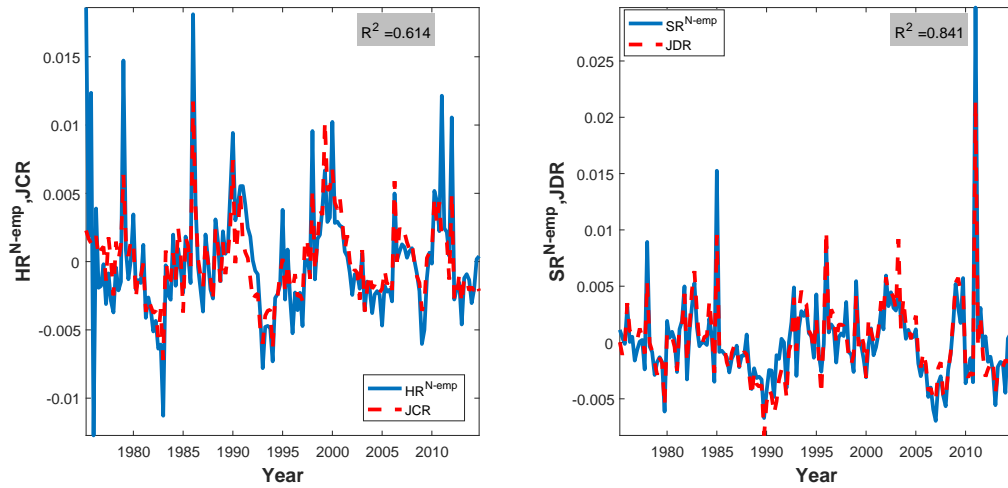 R² =0.614
0.015
0.01
0.005
0
-0.005
-0.01
HR^N-emp,JCR
HR^N-emp
JCR
1980 1985 1990 1995 2000 2005 2010
Year
SR^N-emp
JDR
R² =0.841
0.025
0.02
0.015
0.01
0.005
0
-0.005
SR^N-emp,JDR
1980 1985 1990 1995 2000 2005 2010
Year